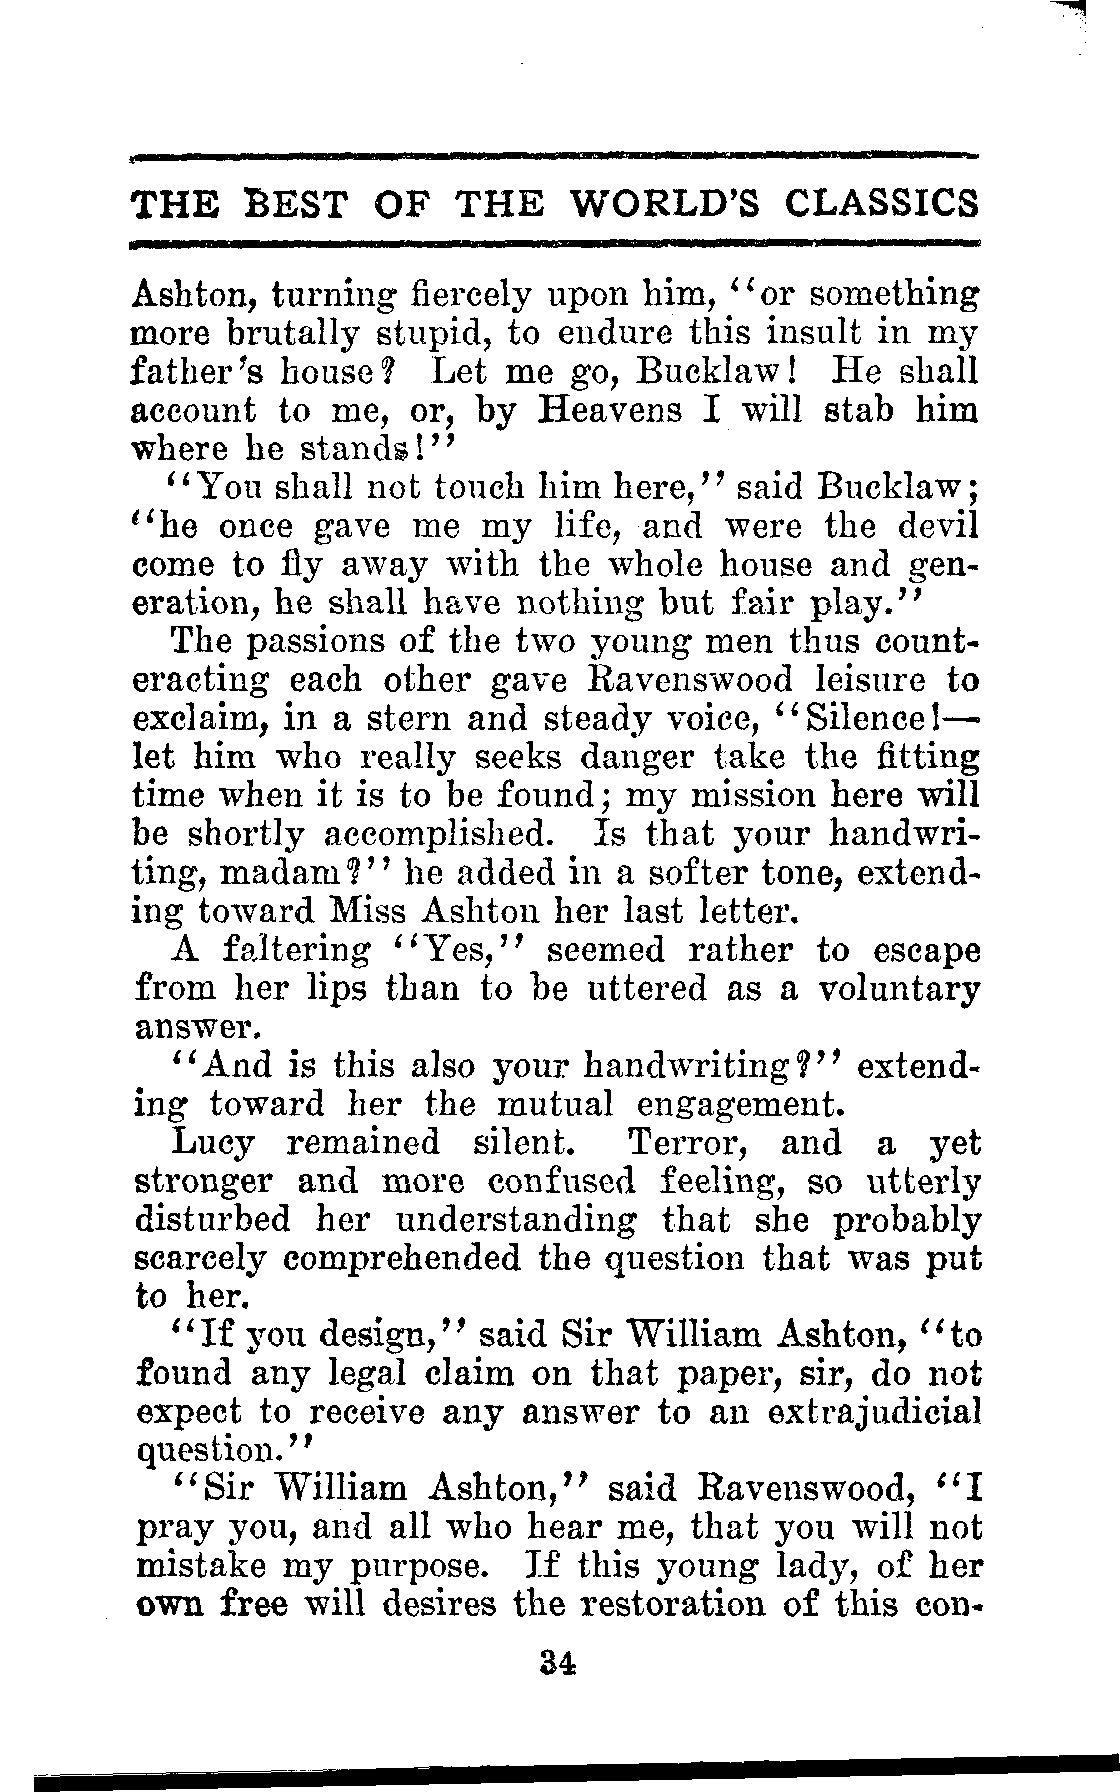 THE BEST OF THE WORLD'S CLASSICS
Ashton, turning fiercely upon him, "or something
more brutally stupid, to endure this insult in my
father's house? Let me go, Bucklaw! He shall
account to me, or, by Heavens I will stab him
where he stands!"
"You shall not touch him here," said Bucklaw;
"he once gave me my life, and were the devil
come to fly away with the whole house and gen-
eration, he shall have nothing but fair play."
The passions of the two young men thus count-
eracting each other gave Ravenswood leisure to
exclaim, in a stern and steady voice, "Silence!—
let him who really seeks danger take the fitting
time when it is to be found; my mission here will
be shortly accomplished. Is that your handwri-
ting, madam?" he added in a softer tone, extend-
ing toward Miss Ashton her last letter.
A faltering "Yes," seemed rather to escape
from her lips than to be uttered as a voluntary
answer.
"And is this also your handwriting?" extend-
ing toward her the mutual engagement.
Lucy remained silent. Terror, and a yet
stronger and more confused feeling, so utterly
disturbed her understanding that she probably
scarcely comprehended the question that was put
to her.
"If you design," said Sir William Ashton, "to
found any legal claim on that paper, sir, do not
expect to receive any answer to an extrajudicial
question."
"Sir William Ashton," said Ravenswood, "I
pray you, and all who hear me, that you will not
mistake my purpose. If this young lady, of her
own free will desires the restoration of this con-
34